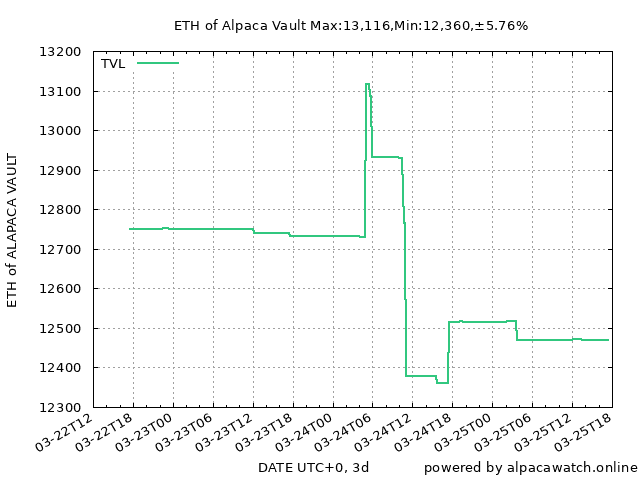 ETH of Alpaca Vault Max:13,116,Min:12,360,±5.76%
TVL
ETH of ALAPACA VAULT
13200
13100
13000
12900
12800
12700
12600
12500
12400
12300
03-22T12
03-22T18
03-23T00
03-23T06
03-23T12
03-23T18
03-24T00
03-24T06
03-24T12
03-24T18
03-25T00
03-25T06
03-25T12
03-25T18
DATE UTC+0, 3d
powered by alpacawatch.online